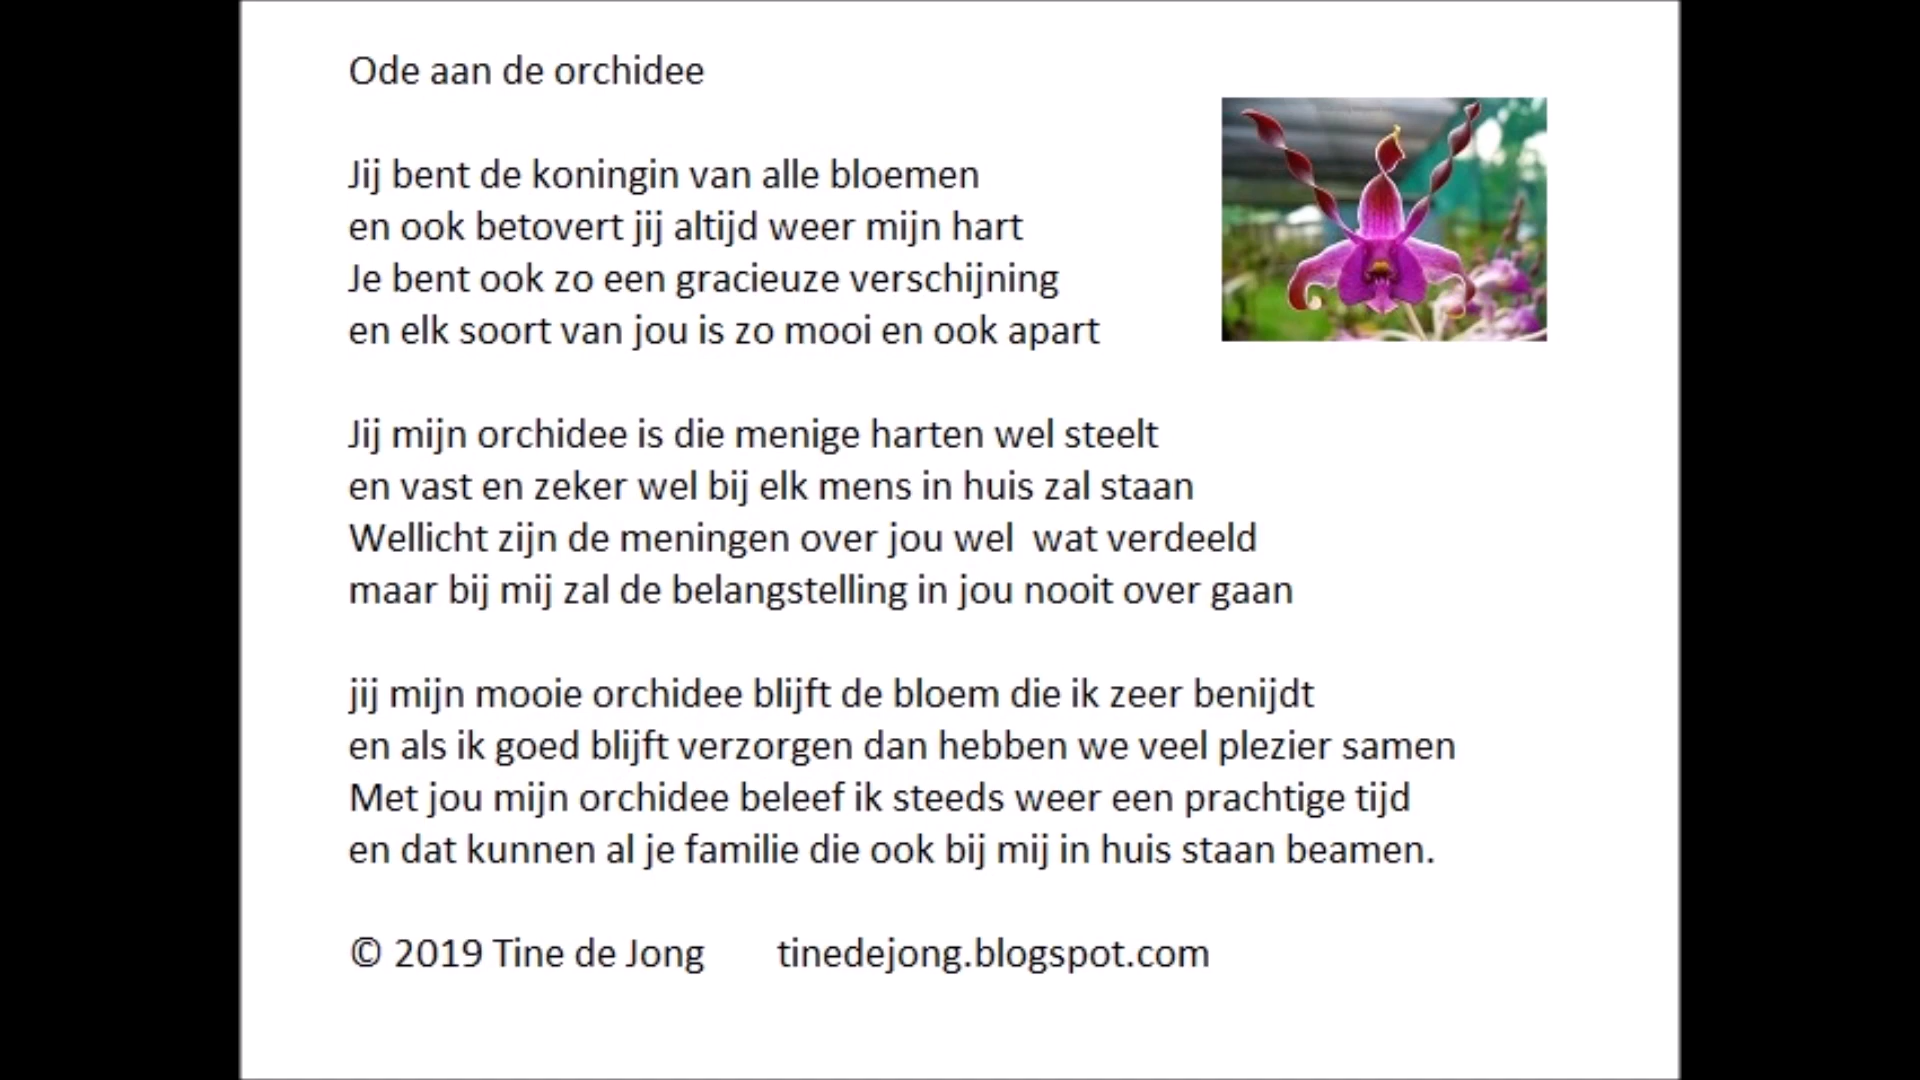 Ode aan de orchidee
Jij bent de koningin van alle bloemen
en ook betovert jij altijd weer mijn hart
Je bent ook zo een gracieuze verschijning
en elk soort van jou is zo mooi en ook apart
Jij mijn orchidee is die menige harten wel steelt
en vast en zeker wel bij elk mens in huis zal staan
Wellicht zijn de meningen over jou wel  wat verdeeld
maar bij mij zal de belangstelling in jou nooit over gaan
jij mijn mooie orchidee blijft de bloem die ik zeer benijdt
en als ik goed blijft verzorgen dan hebben we veel plezier samen
Met jou mijn orchidee beleef ik steeds weer een prachtige tijd
en dat kunnen al je familie die ook bij mij in huis staan beamen.
© 2019 Tine de Jong tinedejong.blogspot.com